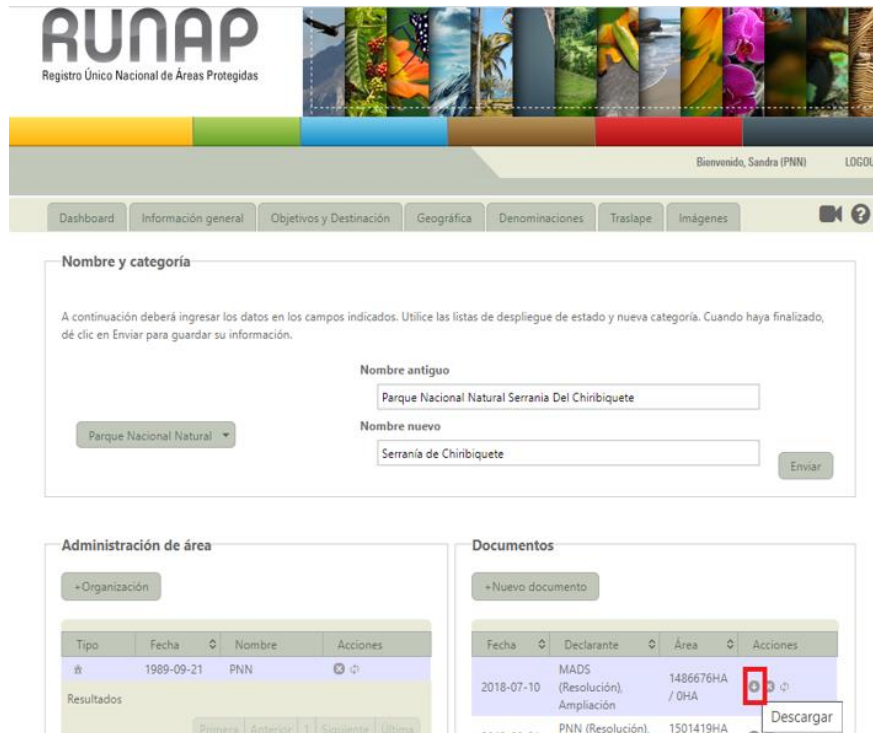 RUNAP
Registro Único Nacional de Áreas Protegidas
Bienvenido, Sandra (PNN) LOGOU
Dashboard Información general Objetivos y Destinación Geográfica Denominaciones Traslape Imágenes
Nombre y categoría
A continuación deberá ingresar los datos en los campos indicados. Utilice las listas de despliegue de estado y nueva categoría. Cuando haya finalizado,
dé clic en Enviar para guardar su información.
Nombre antiguo
Parque Nacional Natural Serrania Del Chiribiquete
Parque Nacional Natural
Nombre nuevo
Serranía de Chiribiquete
Enviar
Administración de área
+Organización
Tipo Fecha Nombre Acciones
1989-09-21 PNN
Resultados
Primera Anterior 1 Siguiente Última
Documentos
+Nuevo documento
Fecha Declarante Área Acciones
2018-07-10 MADS (Resolución), Ampliación 1486676HA / 0HA
Descargar
PNN (Resolución), 1501419HA